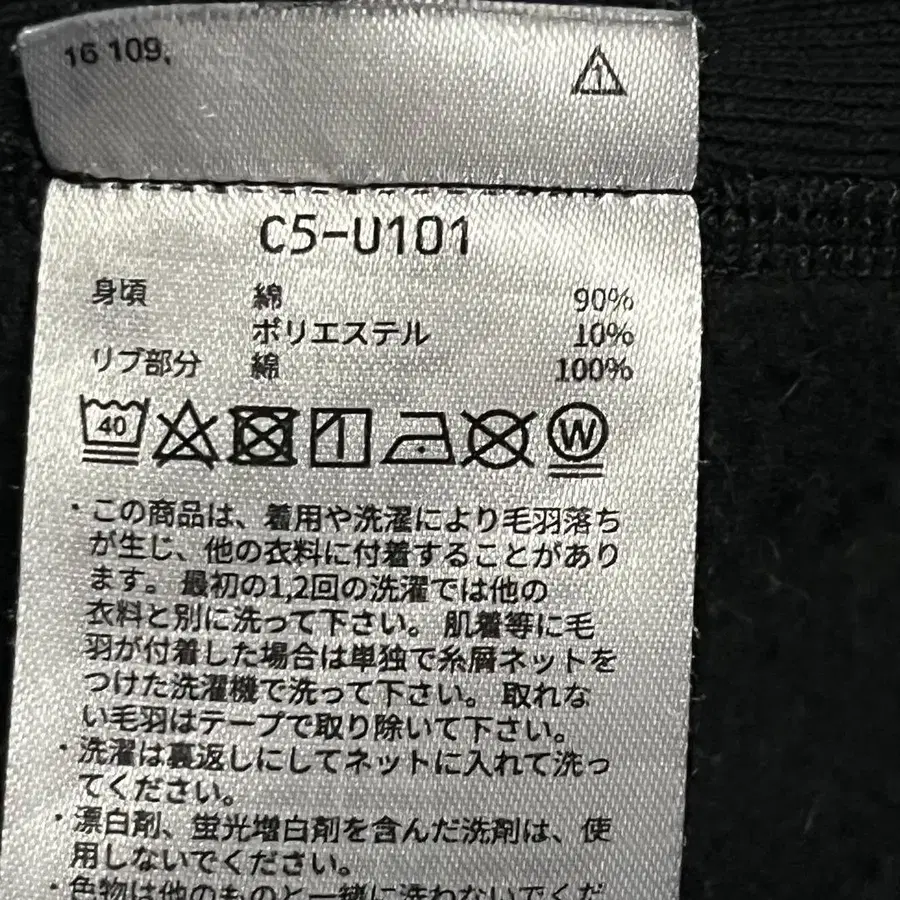 16 109.
1
C5-U101
身頃 綿 90%
ポリエステル 10%
リブ部分 綿 100%
40 W
・この商品は、着用や洗濯により毛羽落ち
が生じ、他の衣料に付着することがあり
ます。最初の1,2回の洗濯では他の
衣料と別に洗って下さい。肌着等に毛
羽が付着した場合は単独で糸屑ネットを
つけた洗濯機で洗って下さい。取れな
い毛羽はテープで取り除いて下さい。
・洗濯は裏返しにしてネットに入れて洗っ
てください。
・漂白剤、蛍光増白剤を含んだ洗剤は、使
用しないでください。
・色物は他のものと一緒に洗わないでくだ